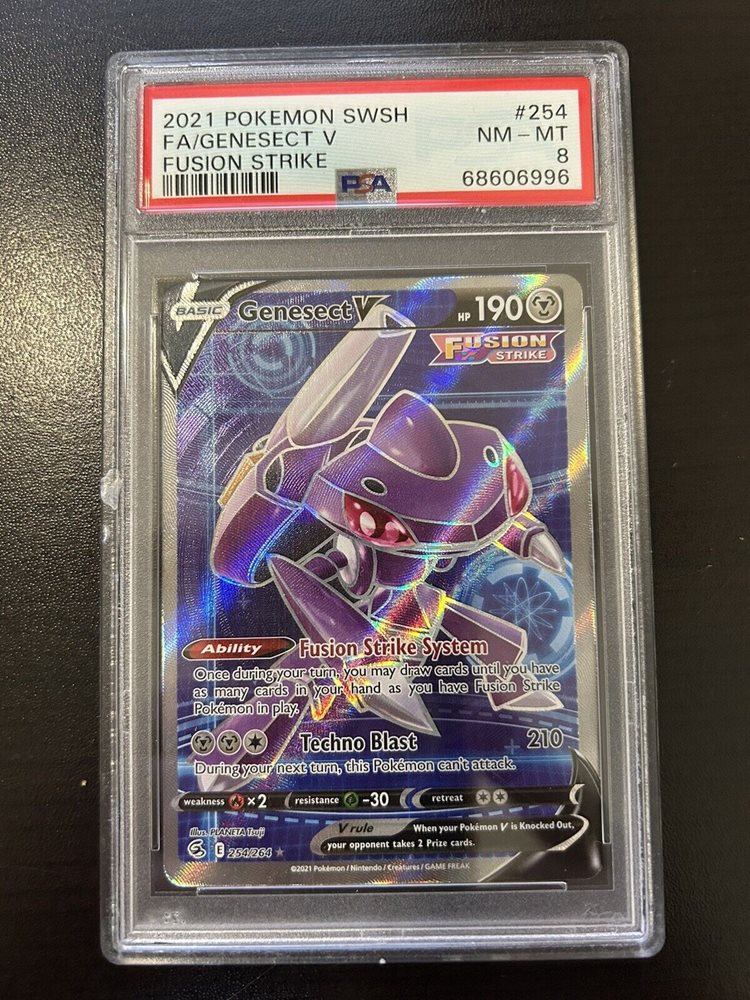 2021 POKEMON SWSH #254
FA/GENESECT V NM - MT
FUSION STRIKE 8
PSA 68606996
BASIC Genesect V HP 190
FUSION
STRIKE
Ability Fusion Strike System
Once during your turn, you may draw cards until you have
as many cards in your hand as you have Fusion Strike
Pokémon in play.
Techno Blast 210
During your next turn, this Pokémon can't attack.
weakness ×2 resistance -30 retreat
Illus. PLANETA Tsuji
V rule When your Pokémon V is Knocked Out,
your opponent takes 2 Prize cards.
E 254/264
©2021 Pokémon / Nintendo / Creatures / GAME FREAK